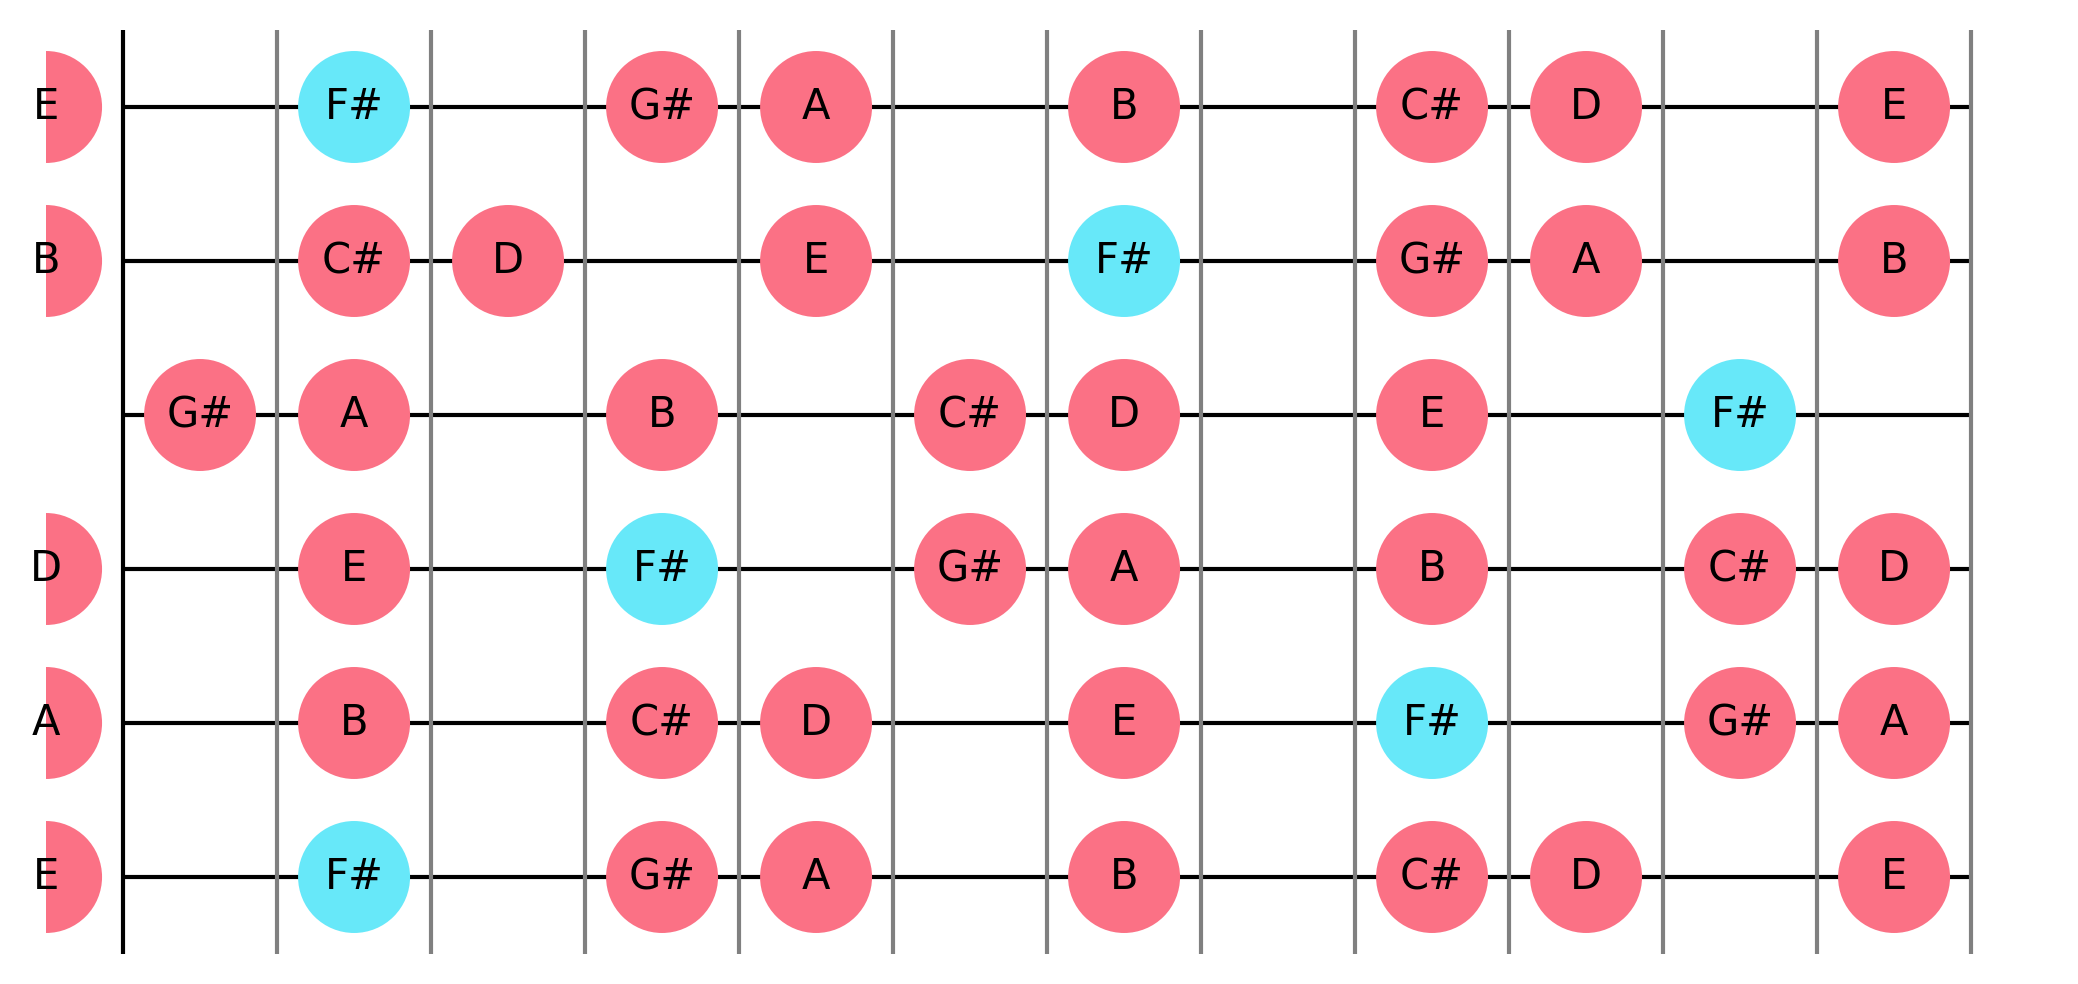 E F# G# A B C# D E
B C# D E F# G# A B
G# A B C# D E F#
D E F# G# A B C# D
A B C# D E F# G# A
E F# G# A B C# D E